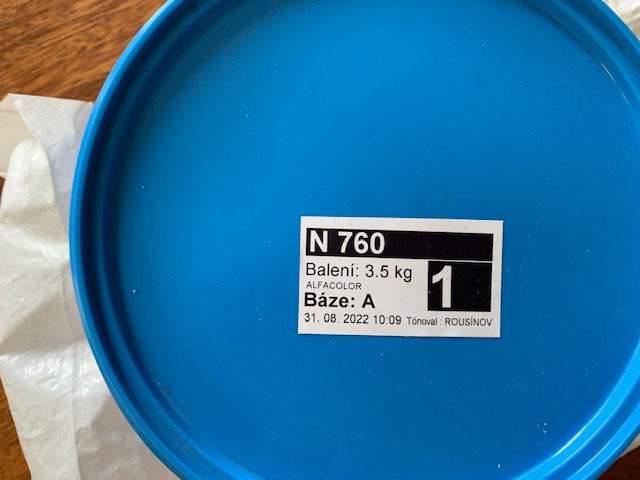 N 760
Balení: 3.5 kg
ALFACOLOR
Báze: A
1
31. 08. 2022 10:09 Tónoval : ROUSÍNOV